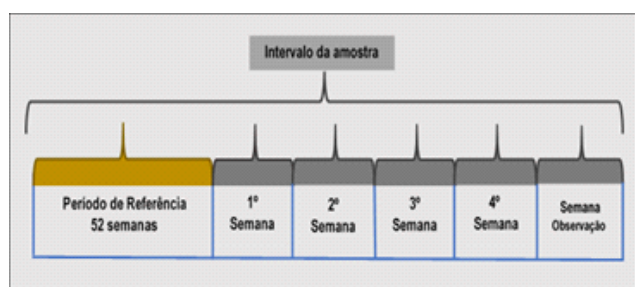 Intervalo da amostra
Período de Referência
52 semanas
1º
Semana
2º
Semana
3º
Semana
4º
Semana
Semana
Observação